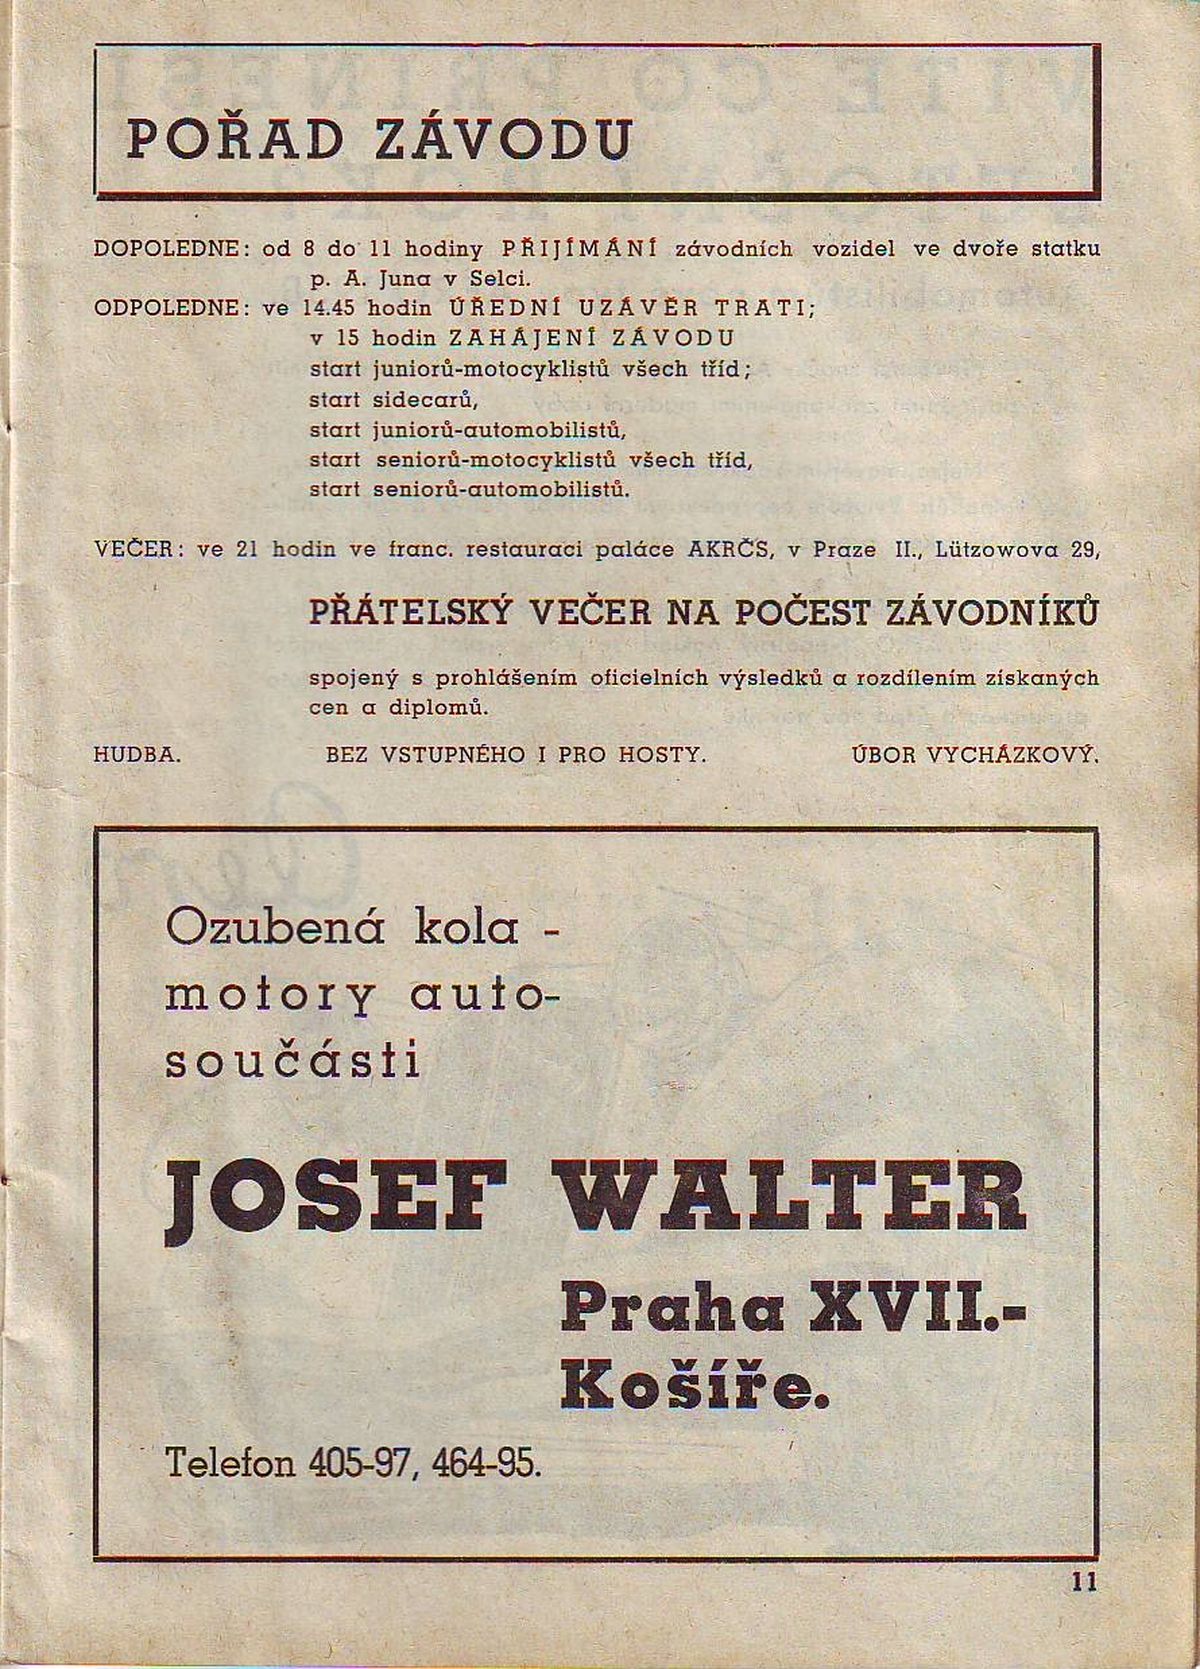 POŘAD ZÁVODU
DOPOLEDNE: od 8 do 11 hodiny PŘIJÍMÁNÍ závodních vozidel ve dvoře statku
p. A. Juna v Selci.
ODPOLEDNE: ve 14.45 hodin ÚŘEDNÍ UZÁVĚR TRATI;
v 15 hodin ZAHÁJENÍ ZÁVODU
start juniorů-motocyklistů všech tříd;
start sidecarů,
start juniorů-automobilistů,
start seniorů-motocyklistů všech tříd,
start seniorů-automobilistů.
VEČER: ve 21 hodin ve franc. restauraci paláce AKRČS, v Praze II., Lützowova 29,
PŘÁTELSKÝ VEČER NA POČEST ZÁVODNÍKŮ
spojený s prohlášením oficielních výsledků a rozdílením získaných
cen a diplomů.
HUDBA. BEZ VSTUPNÉHO I PRO HOSTY. ÚBOR VYCHÁZKOVÝ.
Ozubená kola -
motory auto-
součásti
JOSEF WALTER
Praha XVII.-
Košíře.
Telefon 405-97, 464-95.
11